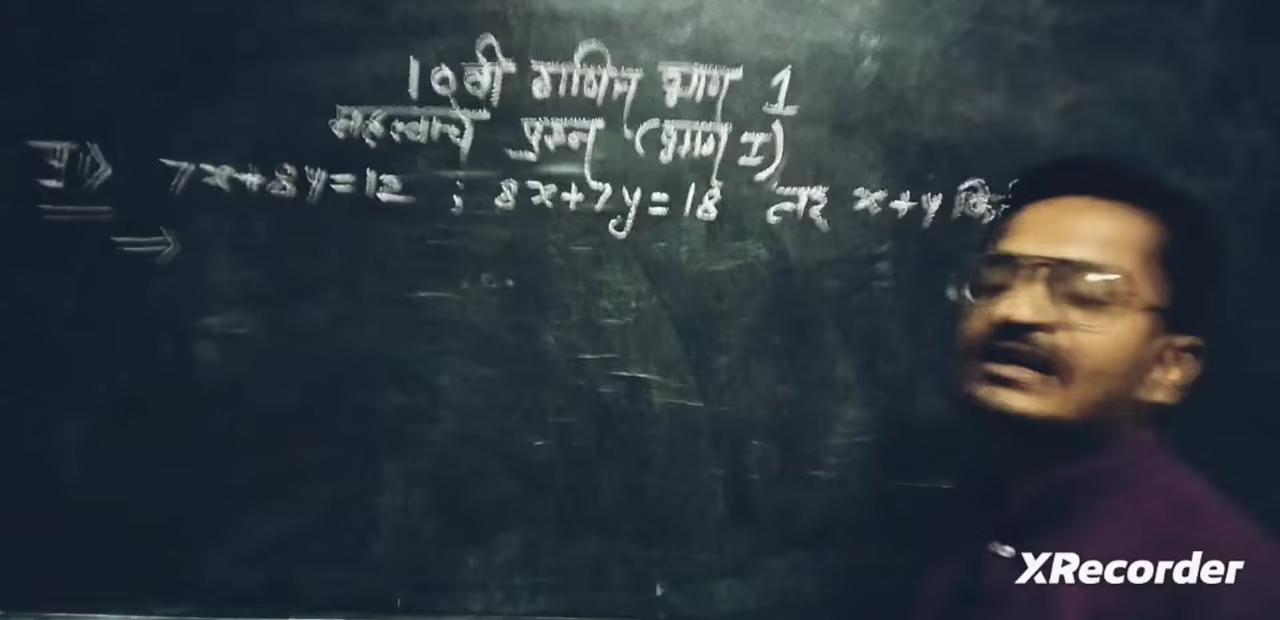 10वी गणित भाग 1
महत्वाचे प्रश्न (भाग I)
7x+8y=12 ; 8x+7y=18 तर x+y
⇒
XRecorder